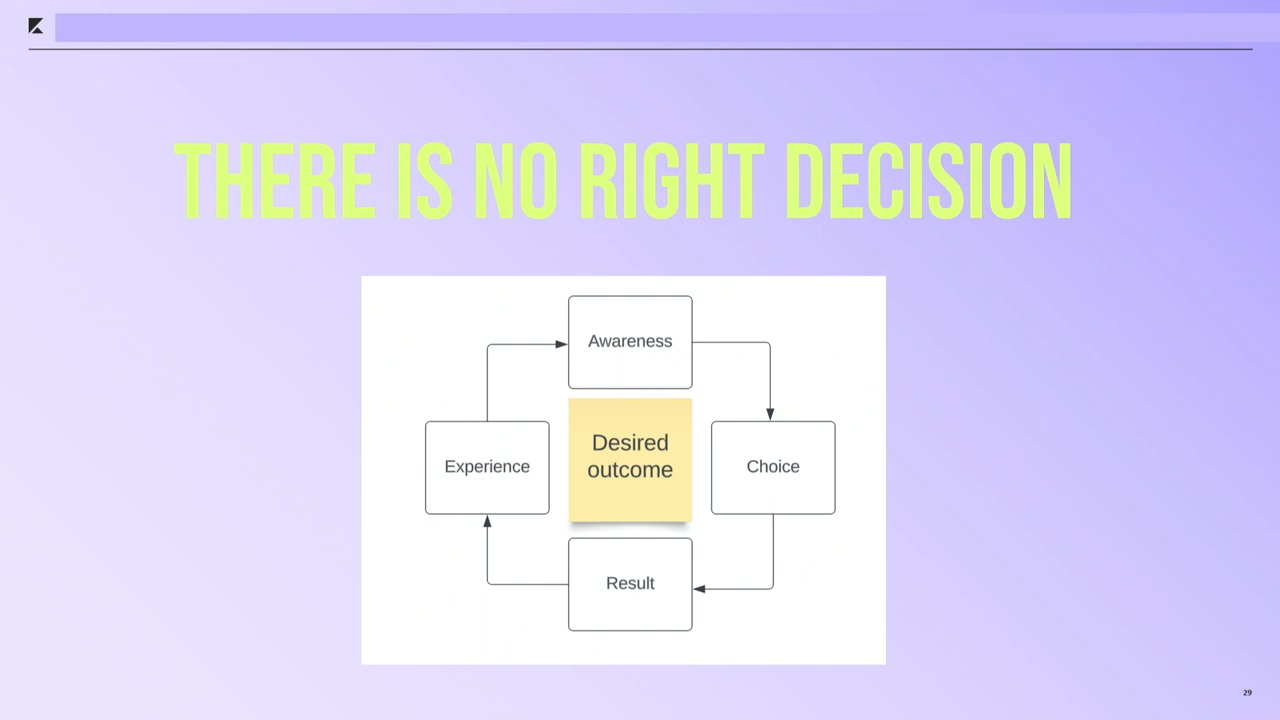 THERE IS NO RIGHT DECISION
Awareness
Desired
outcome
Experience
Choice
Result
29